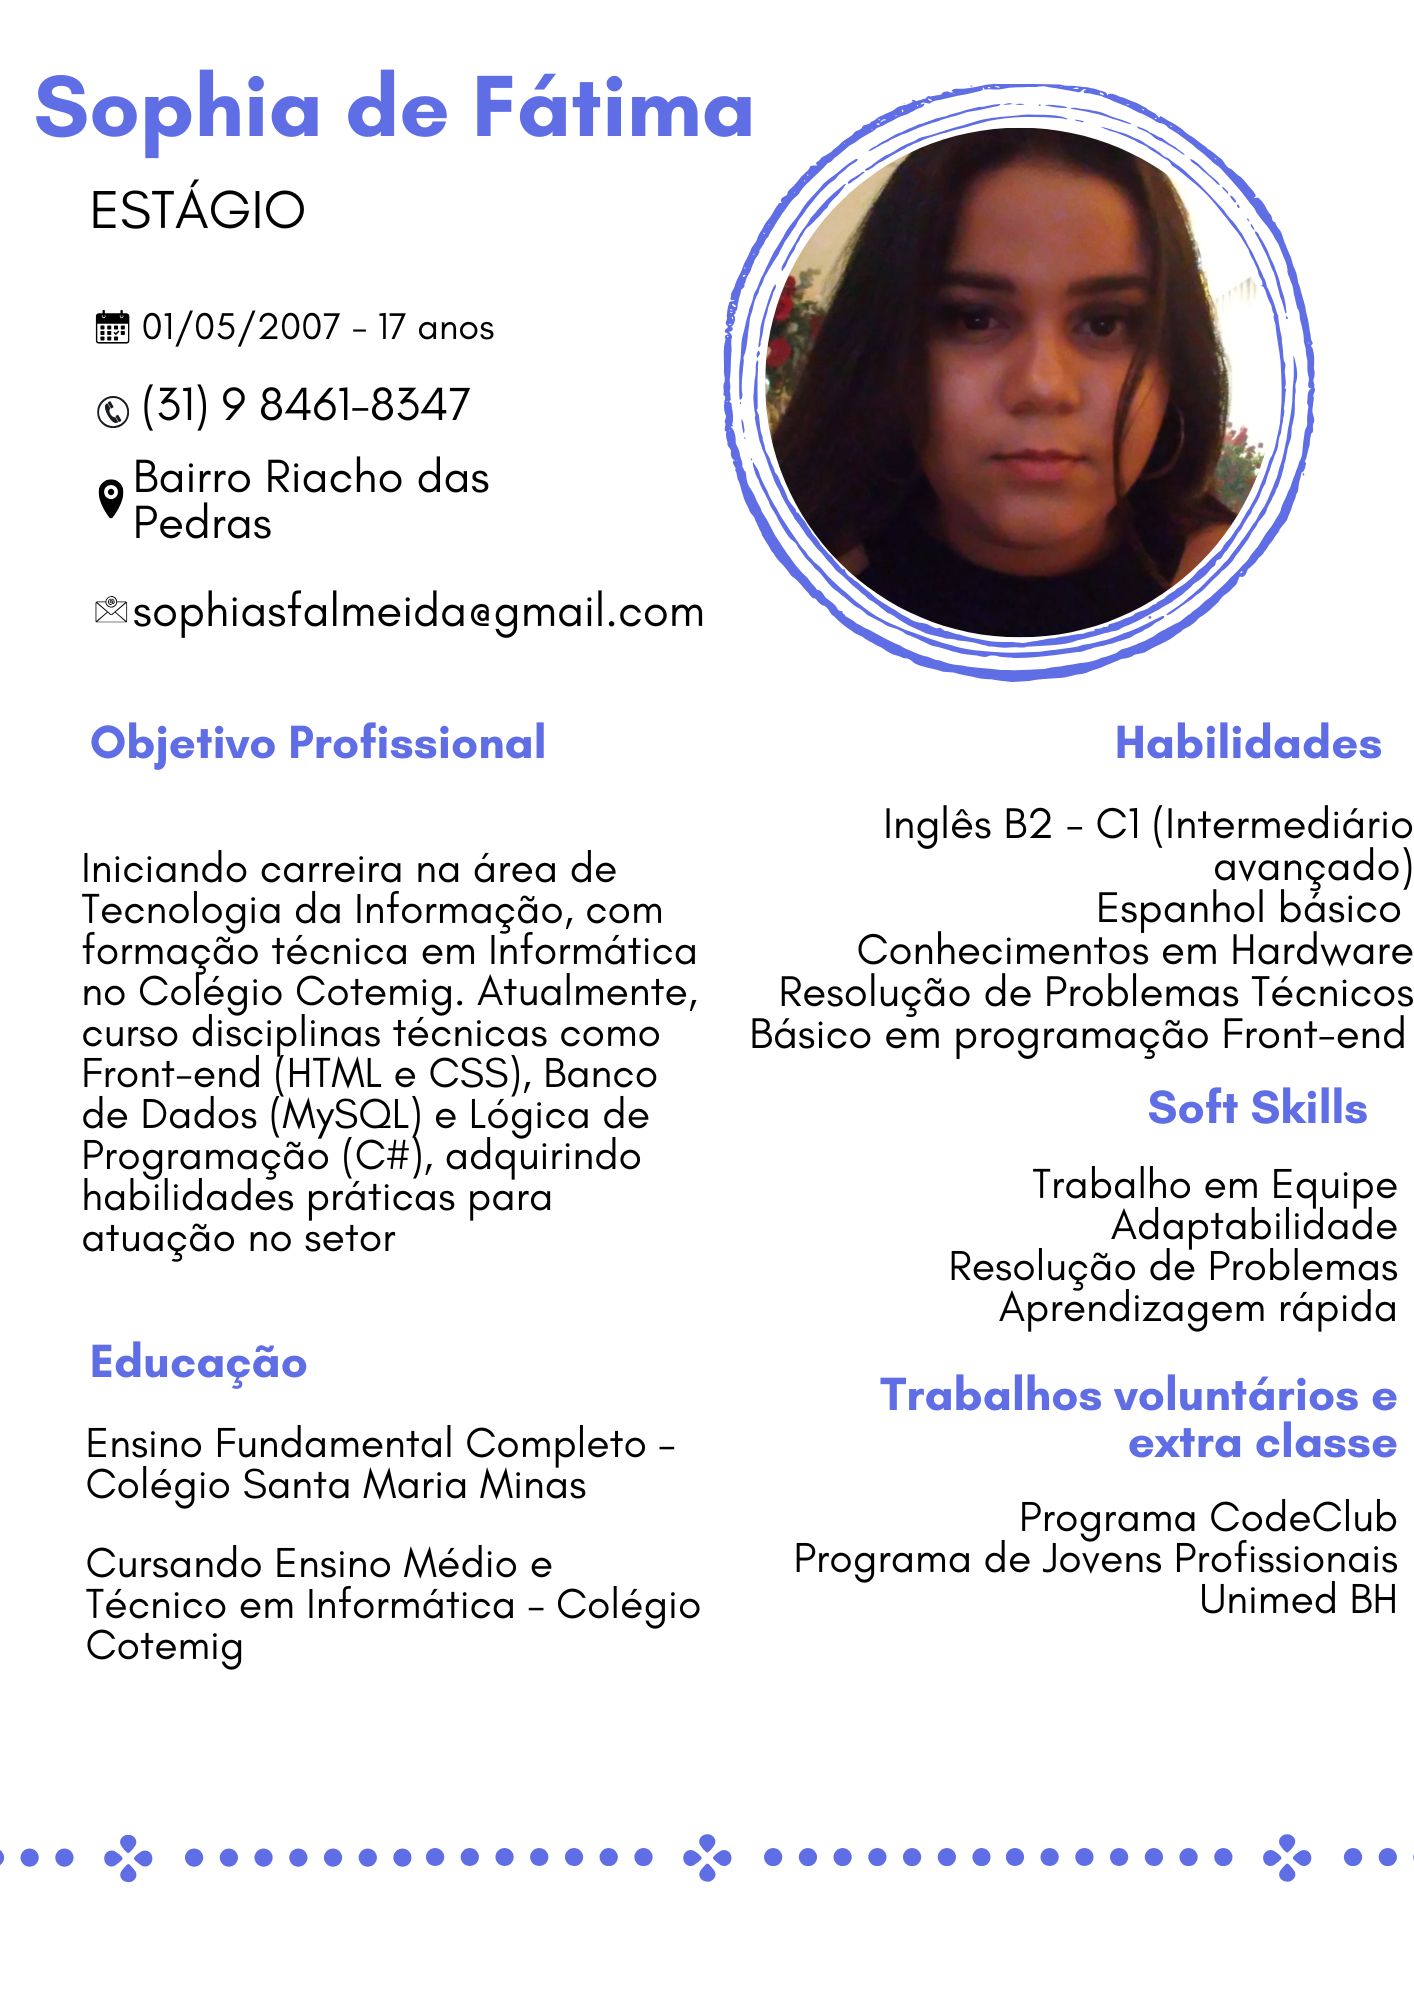 Sophia de Fátima
ESTÁGIO
01/05/2007 - 17 anos
(31) 9 8461-8347
Bairro Riacho das
Pedras
sophiasfalmeida@gmail.com
Objetivo Profissional
Iniciando carreira na área de
Tecnologia da Informação, com
formação técnica em Informática
no Colégio Cotemig. Atualmente,
curso disciplinas técnicas como
Front-end (HTML e CSS), Banco
de Dados (MySQL) e Lógica de
Programação (C#), adquirindo
habilidades práticas para
atuação no setor
Educação
Ensino Fundamental Completo -
Colégio Santa Maria Minas
Cursando Ensino Médio e
Técnico em Informática - Colégio
Cotemig
Habilidades
Inglês B2 - C1 (Intermediário
avançado)
Espanhol básico
Conhecimentos em Hardware
Resolução de Problemas Técnicos
Básico em programação Front-end
Soft Skills
Trabalho em Equipe
Adaptabilidade
Resolução de Problemas
Aprendizagem rápida
Trabalhos voluntários e
extra classe
Programa CodeClub
Programa de Jovens Profissionais
Unimed BH